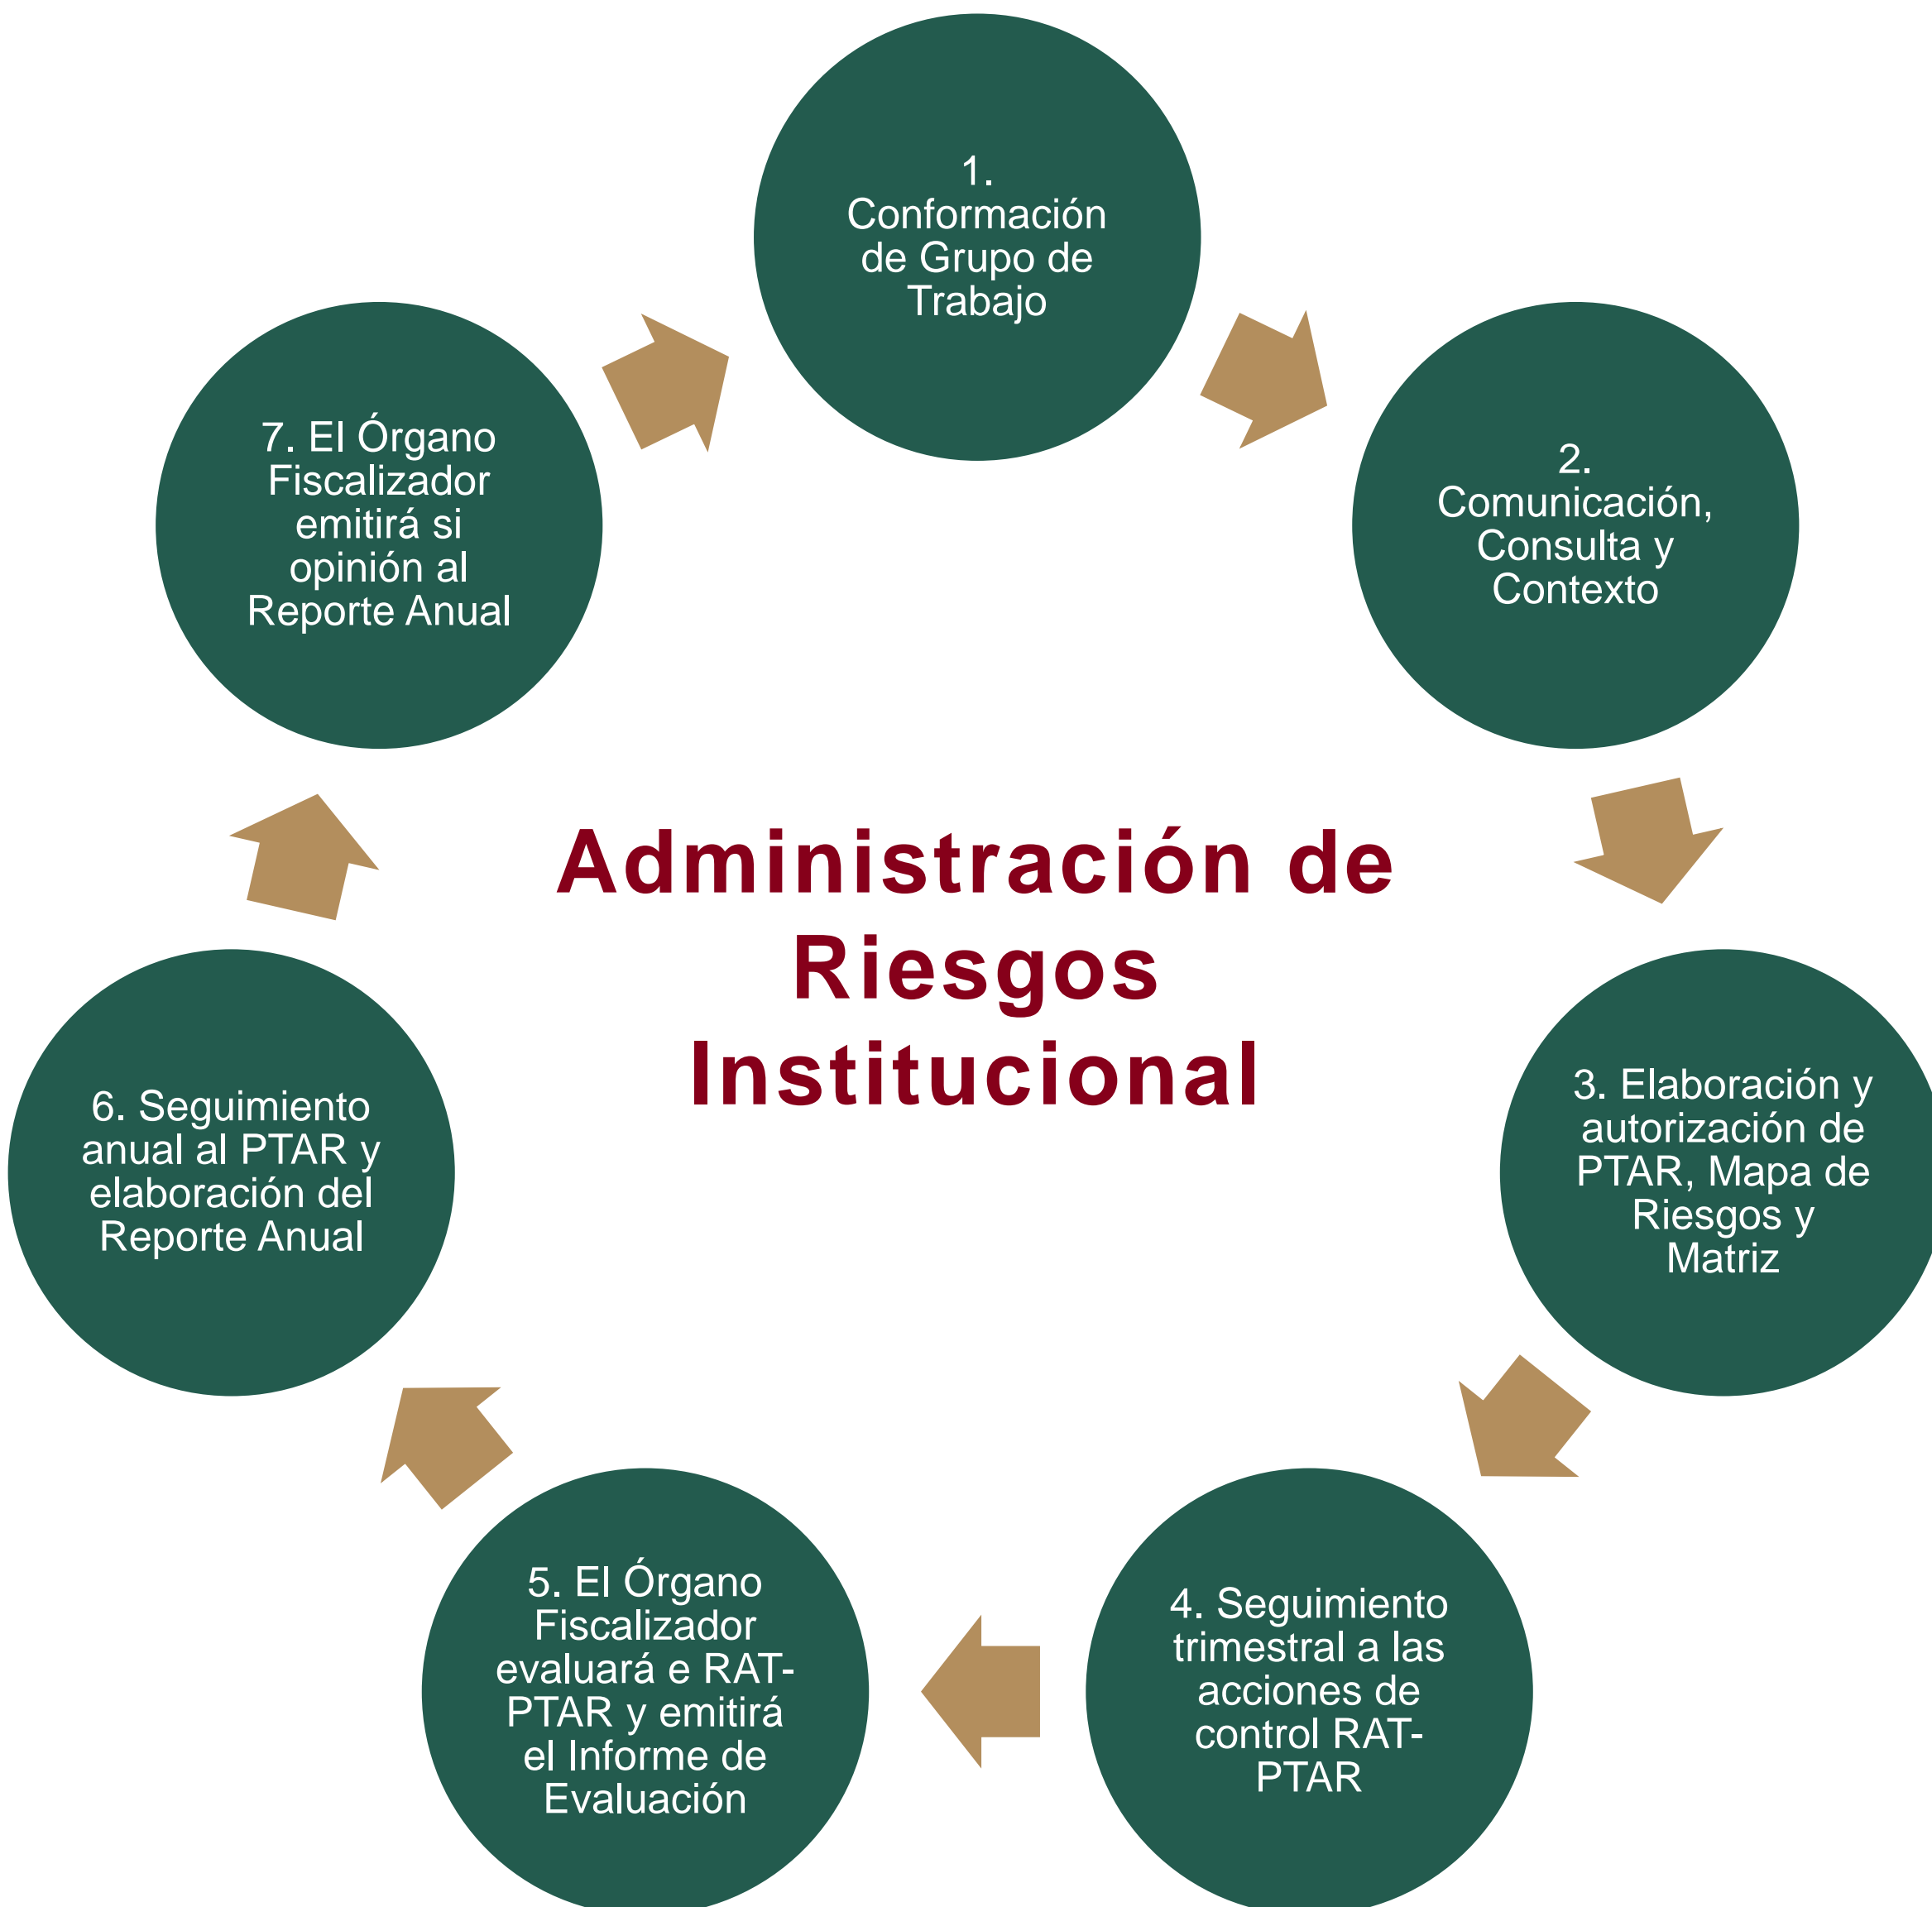 1.
Conformación
de Grupo de
Trabajo
2.
Comunicación,
Consulta y
Contexto
3. Elaboración y
autorización de
PTAR, Mapa de
Riesgos y
Matriz
4. Seguimiento
trimestral a las
acciones de
control RAT-
PTAR
5. El Órgano
Fiscalizador
evaluará e RAT-
PTAR y emitirá
el Informe de
Evaluación
6. Seguimiento
anual al PTAR y
elaboración del
Reporte Anual
7. El Órgano
Fiscalizador
emitirá si
opinión al
Reporte Anual
Administración de
Riesgos
Institucional